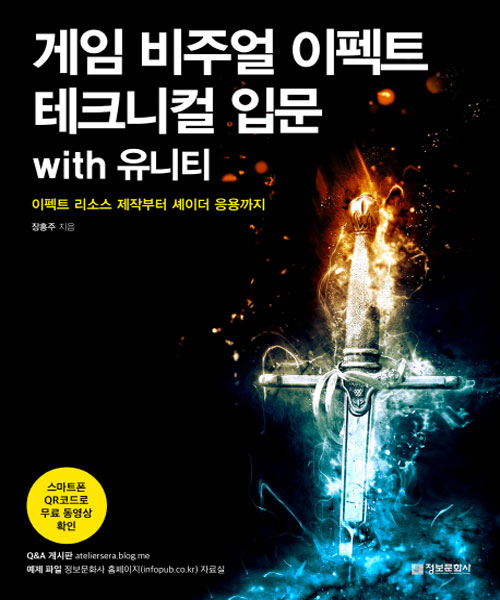 게임 비주얼 이펙트
테크니컬 입문
with 유니티
이펙트 리소스 제작부터 셰이더 응용까지
장흥주 지음
스마트폰
QR코드로
무료 동영상
확인
Q&A 게시판 ateliersera.blog.me
예제 파일 정보문화사 홈페이지(infopub.co.kr) 자료실
정보문화사